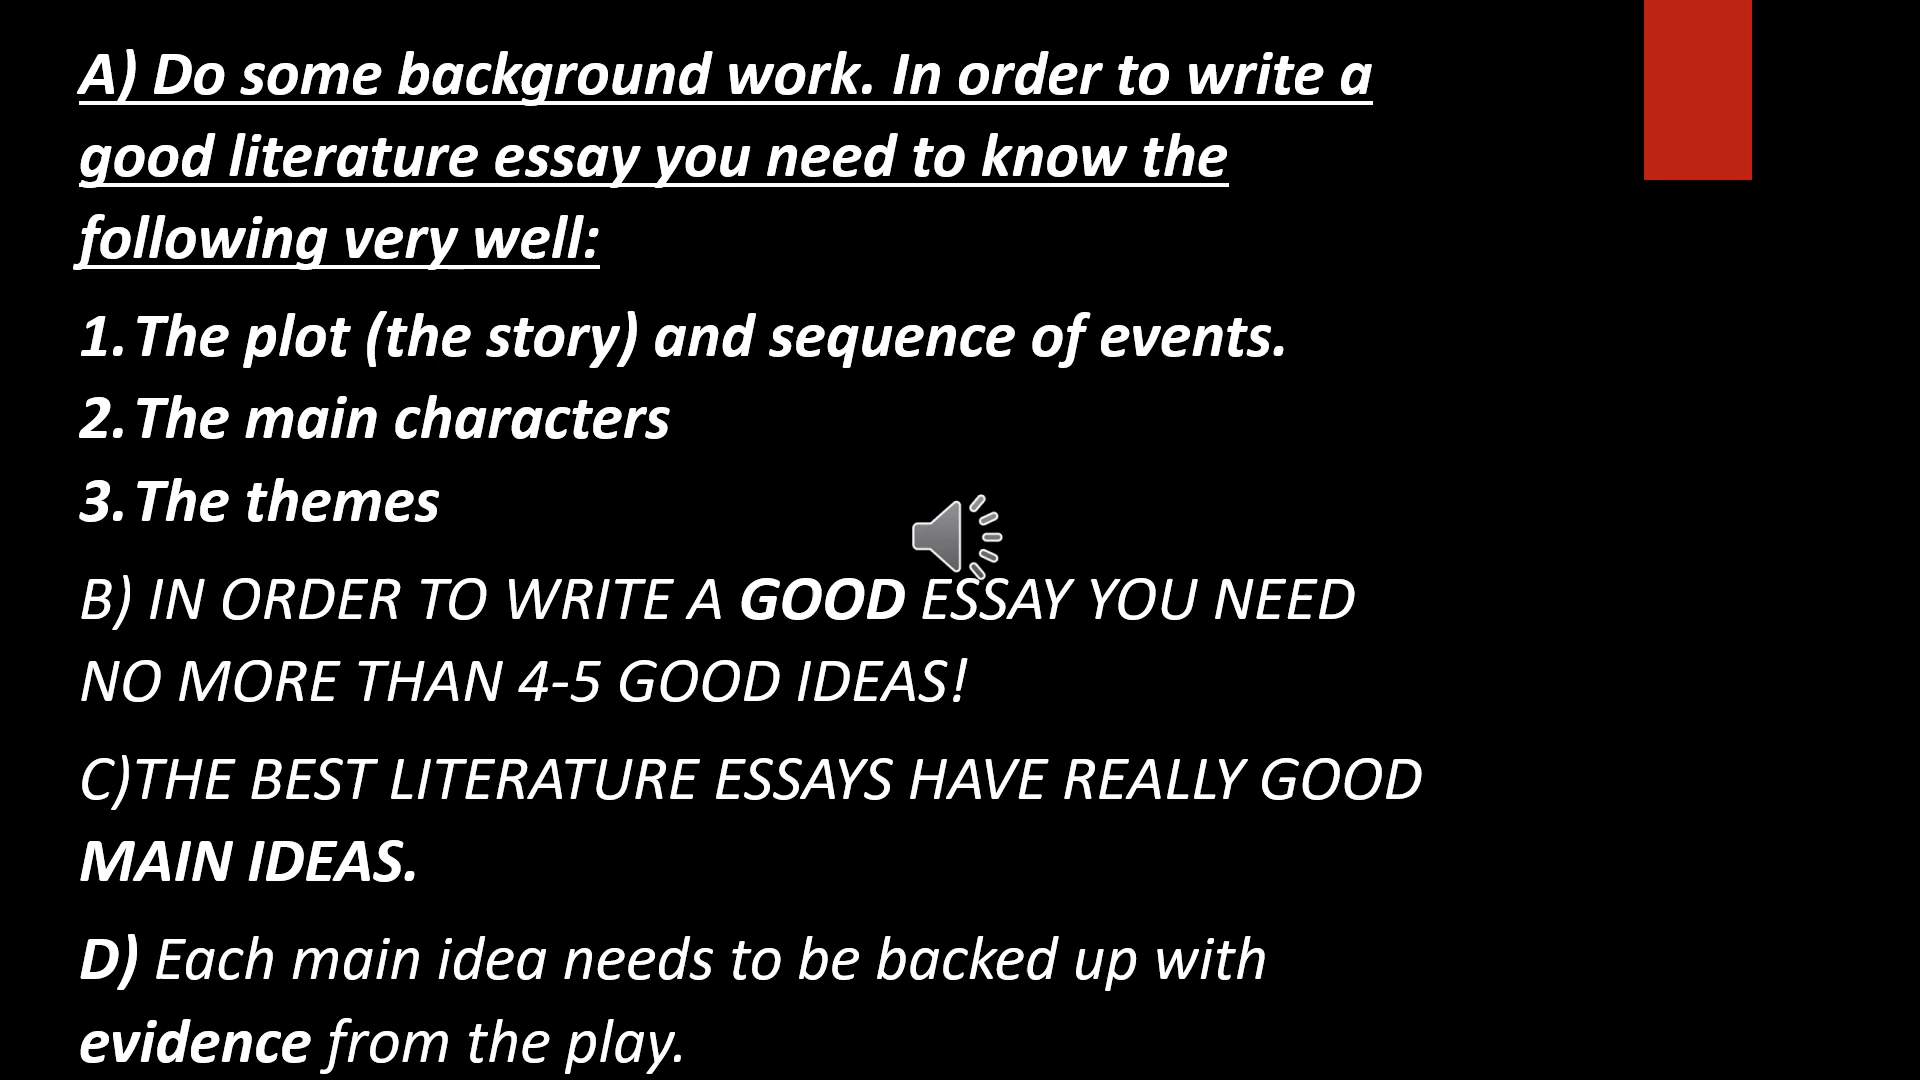 A) Do some background work. In order to write a
good literature essay you need to know the
following very well:
1. The plot (the story) and sequence of events.
2. The main characters
3. The themes
B) IN ORDER TO WRITE A GOOD ESSAY YOU NEED
NO MORE THAN 4-5 GOOD IDEAS!
C)THE BEST LITERATURE ESSAYS HAVE REALLY GOOD
MAIN IDEAS.
D) Each main idea needs to be backed up with
evidence from the play.